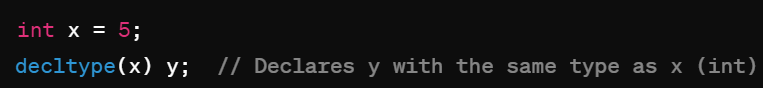 int x = 5;
decltype(x) y;  // Declares y with the same type as x (int)